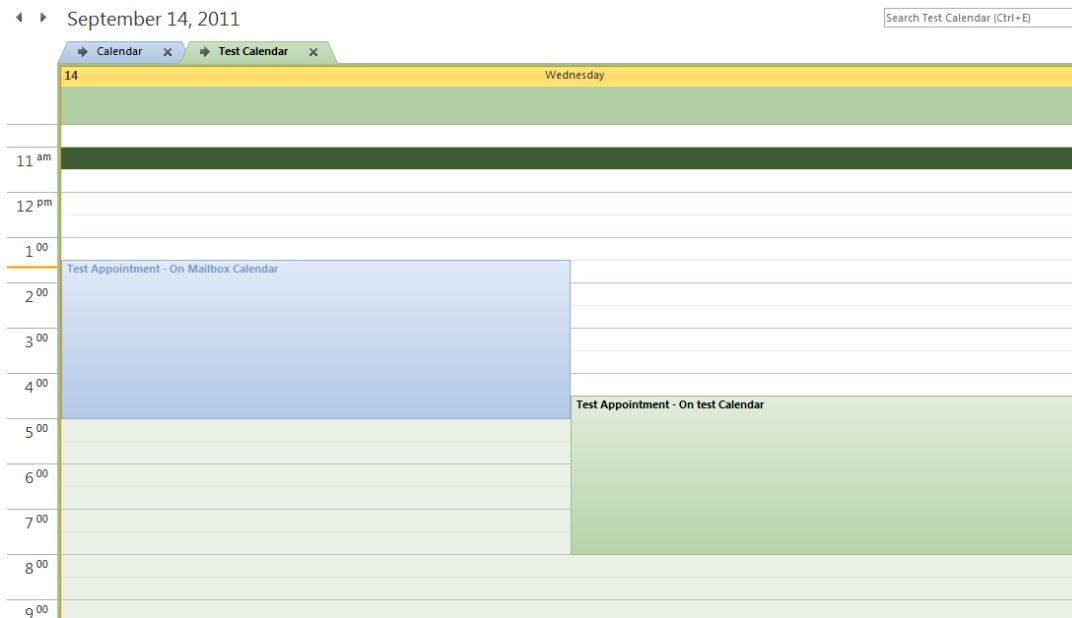 September 14, 2011
Search Test Calendar (Ctrl+E)
Calendar
Test Calendar
14 Wednesday
11 am
12 pm
1 00
Test Appointment - On Mailbox Calendar
2 00
3 00
4 00
Test Appointment - On test Calendar
5 00
6 00
7 00
8 00
9 00